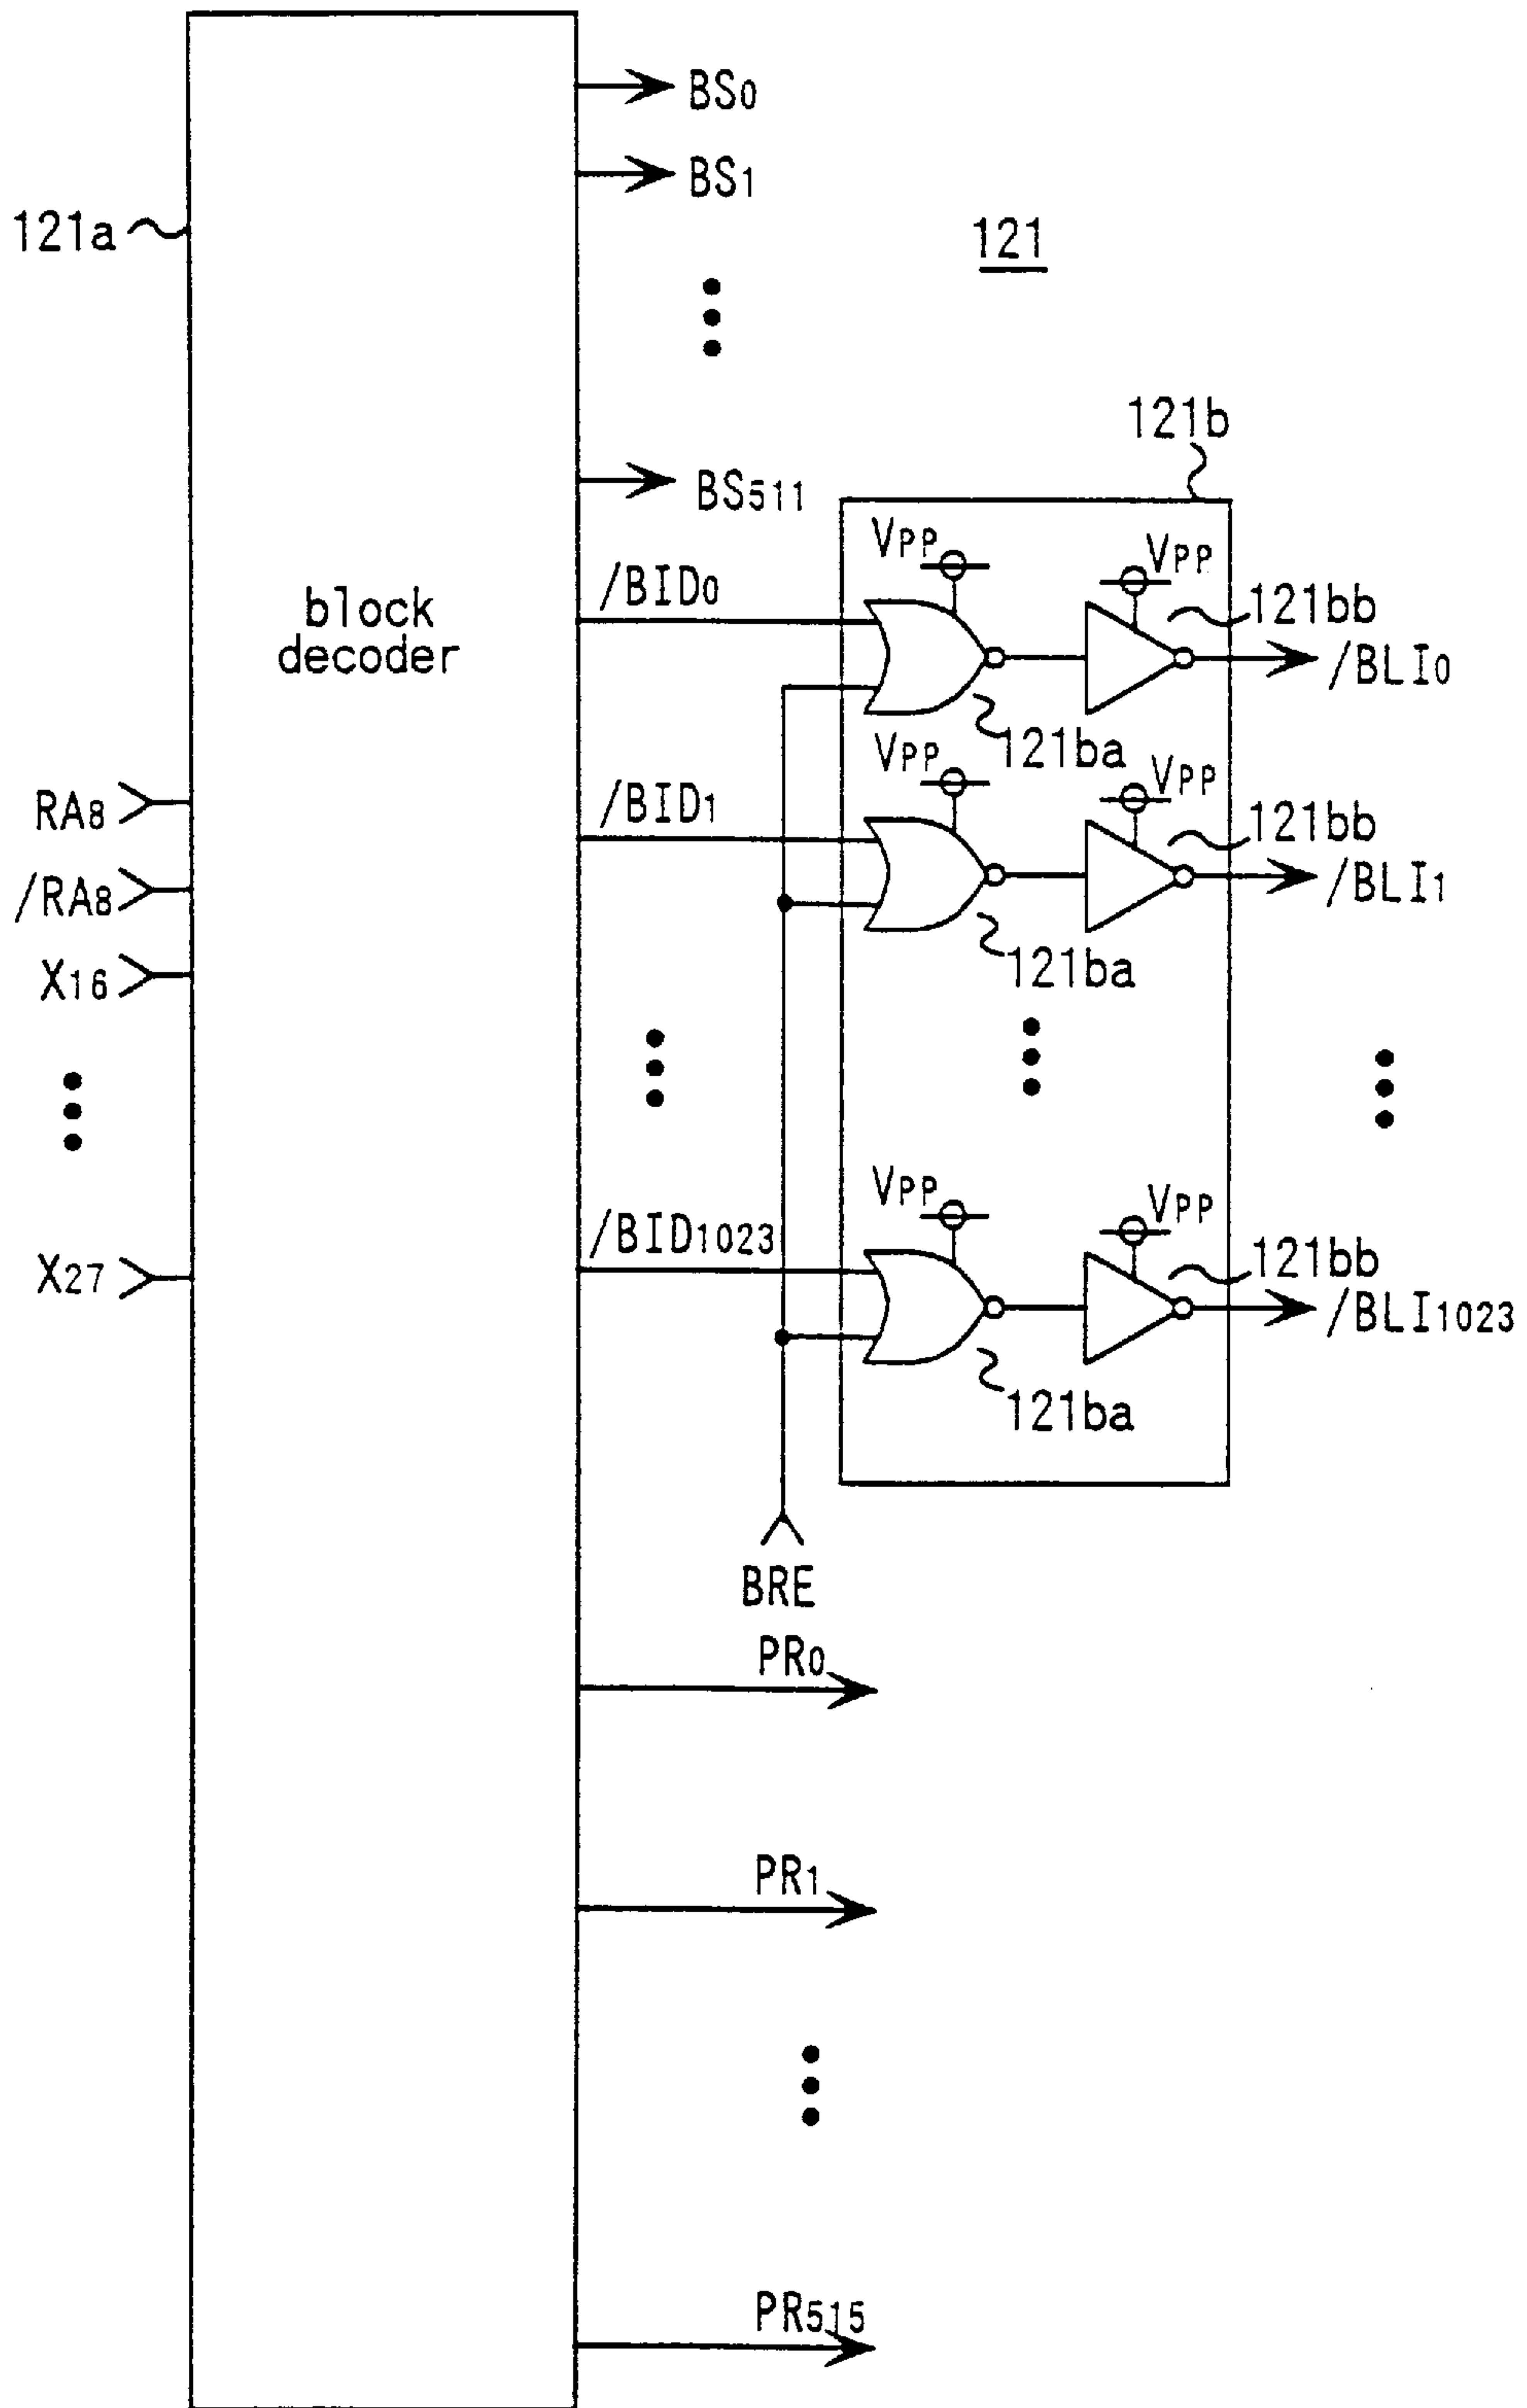 BS0
BS1
121a
121
121b
BS511
VPP
VPP
/BID0
block
decoder
121bb
/BLI0
121ba
VPP
VPP
RA8
/BID1
121bb
/RA8
/BLI1
X16
121ba
VPP
VPP
/BID1023
X27
121bb
/BLI1023
121ba
BRE
PR0
PR1
PR515